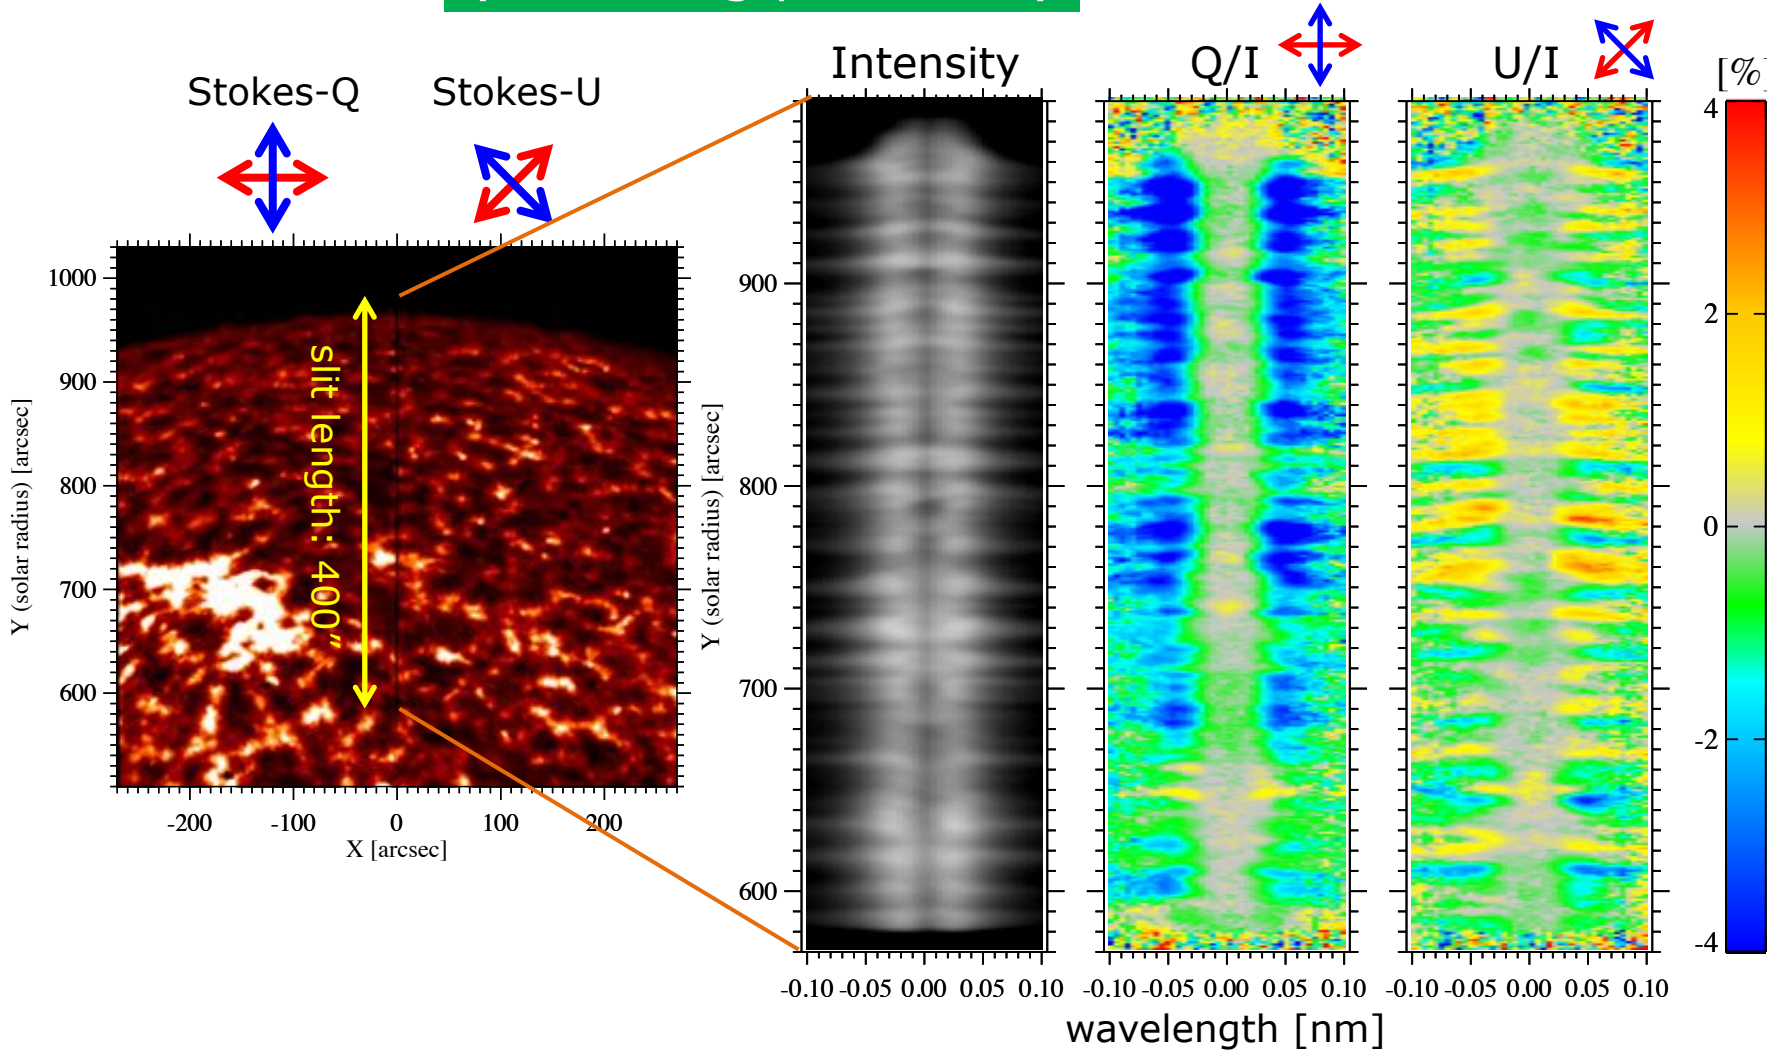 Stokes-Q
Stokes-U
1000
900
800
700
600
Y (solar radius) [arcsec]
-200
-100
0
100
200
X [arcsec]
slit length: 400”
Intensity
Q/I
U/I
[%]
Y (solar radius) [arcsec]
900
800
700
600
-0.10 -0.05 0.00 0.05 0.10
-0.10 -0.05 0.00 0.05 0.10
-0.10 -0.05 0.00 0.05 0.10
wavelength [nm]
4
2
0
-2
-4